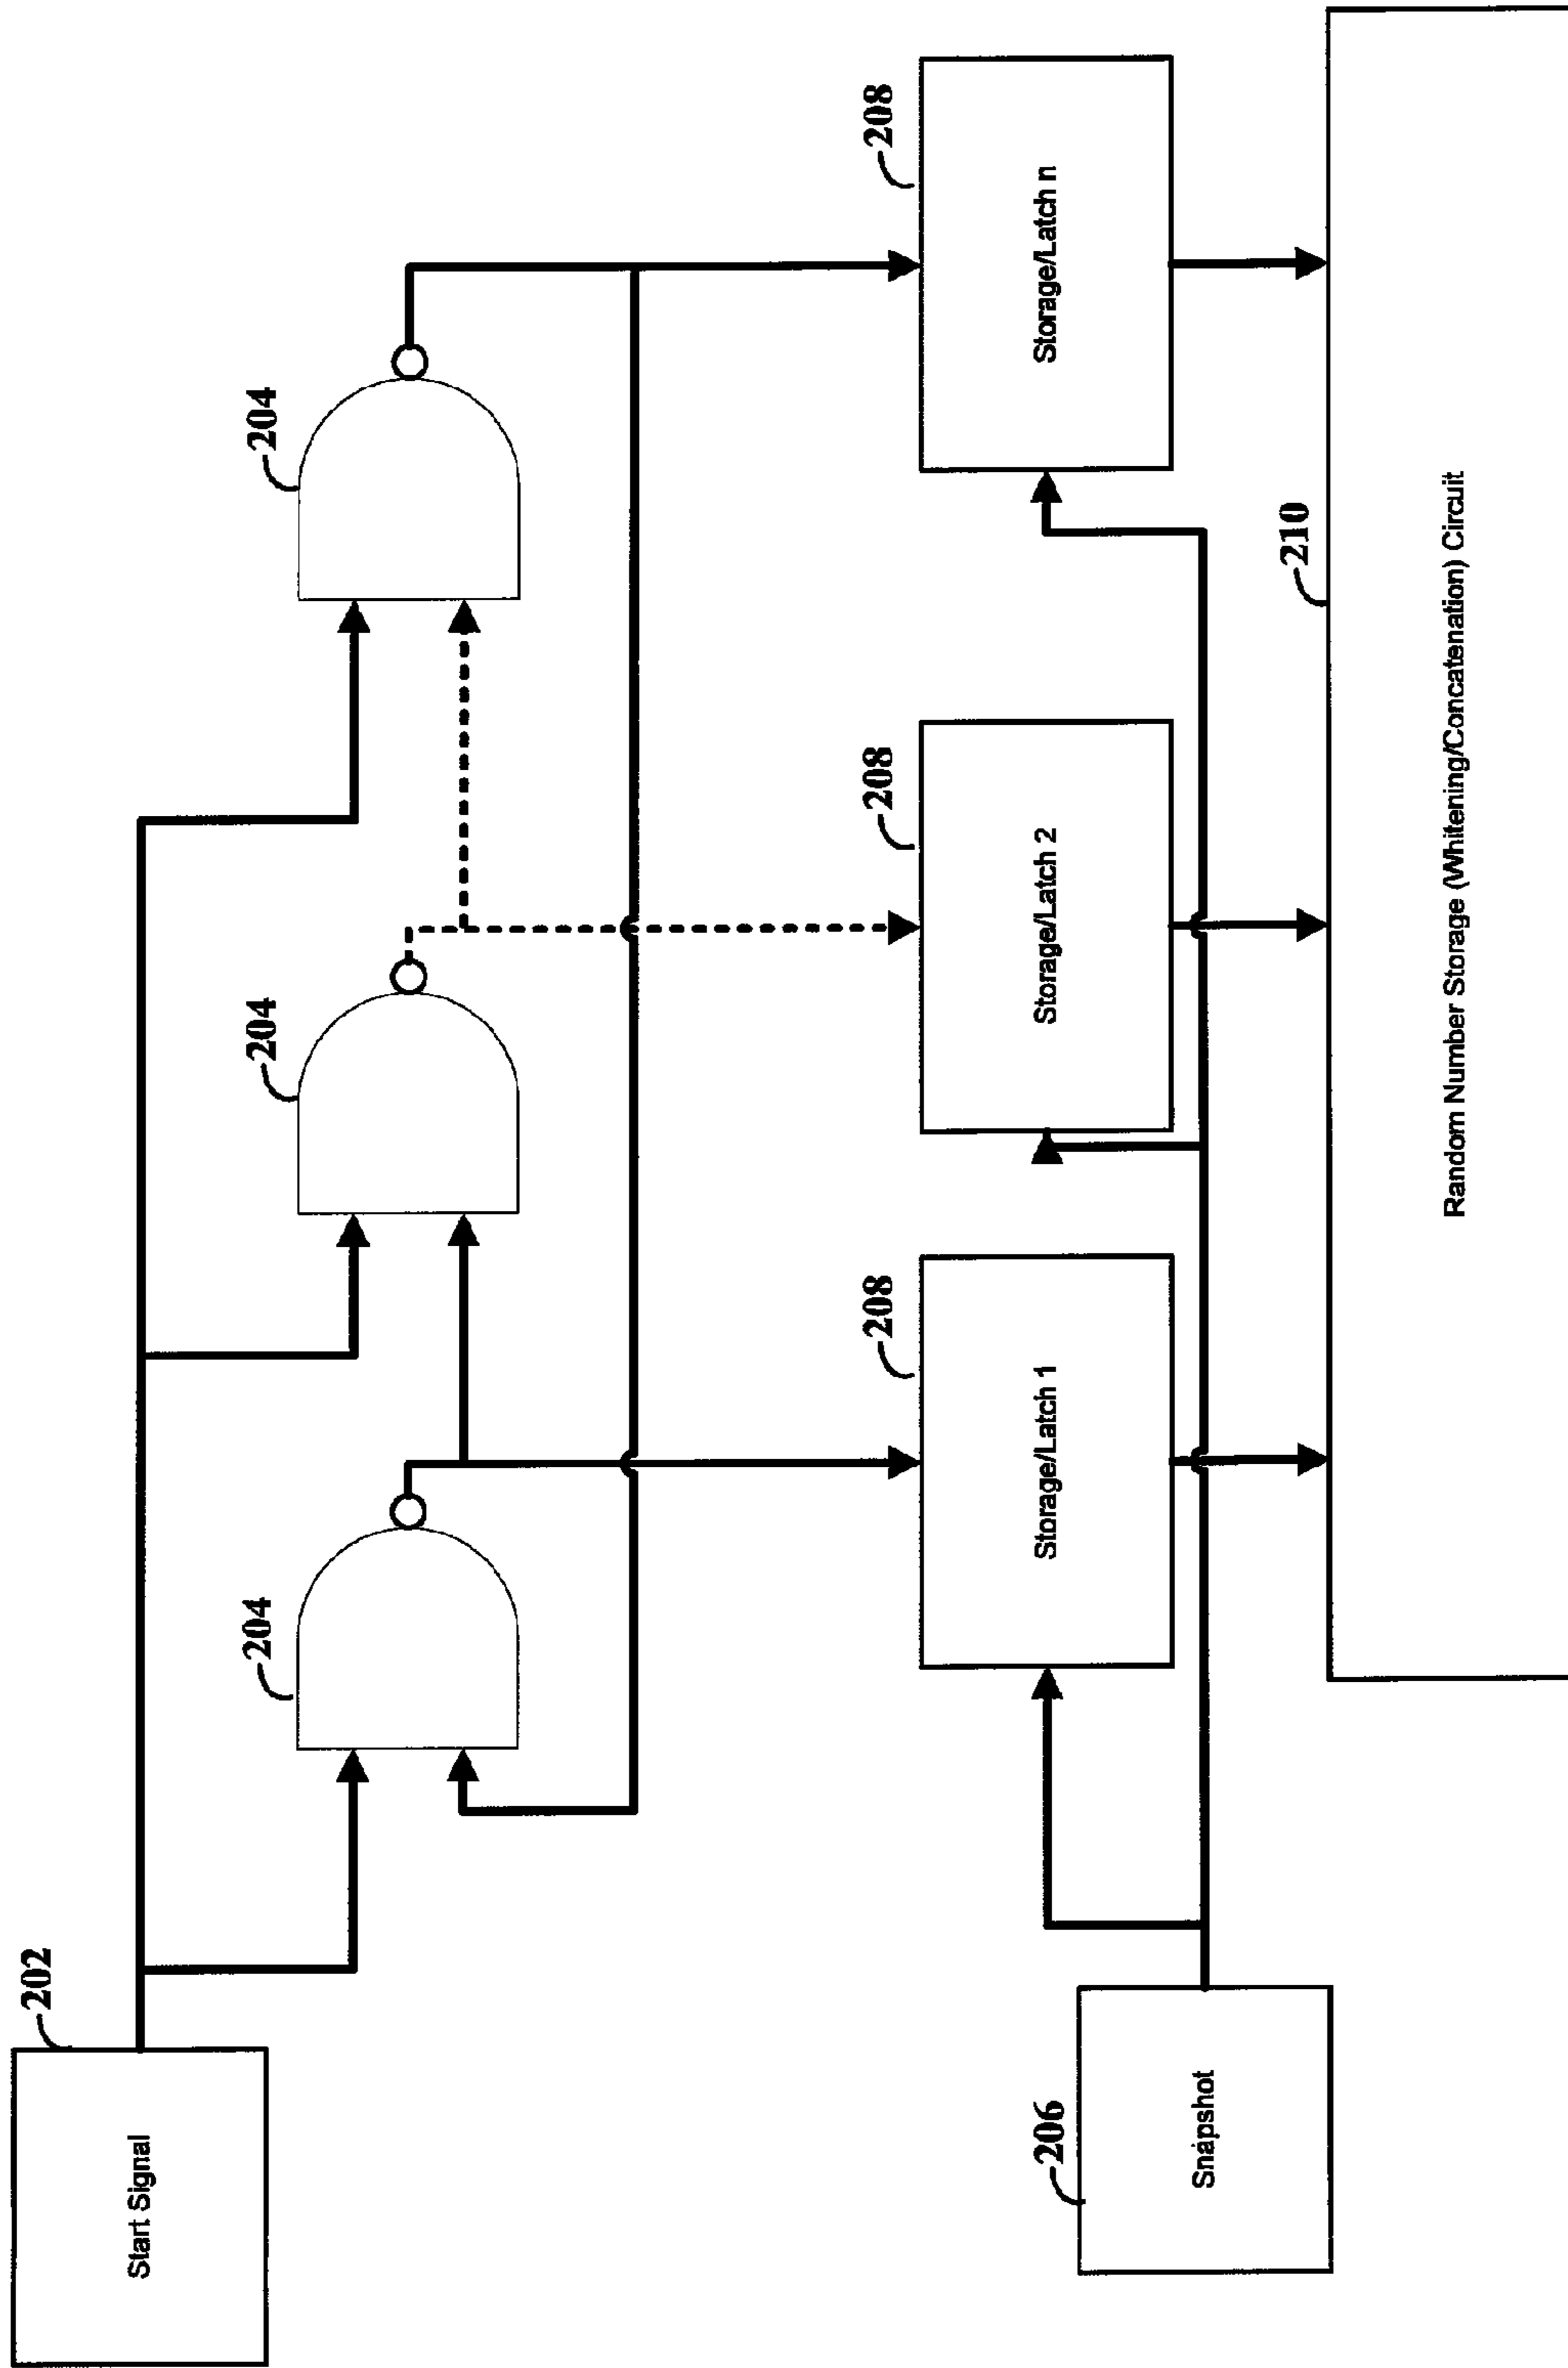 202
Start Signal
204
204
204
208
208
208
Storage/Latch 1
Storage/Latch 2
Storage/Latch n
206
Snapshot
210
Random Number Storage (Whitening/Concatenation) Circuit